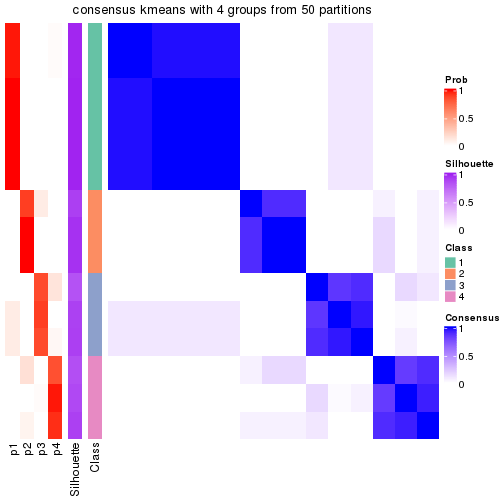 consensus kmeans with 4 groups from 50 partitions
Prob
1
0.5
0
Silhouette
1
0.5
0
Class
1
2
3
4
Consensus
1
0.5
0
p1
p2
p3
p4
Silhouette
Class